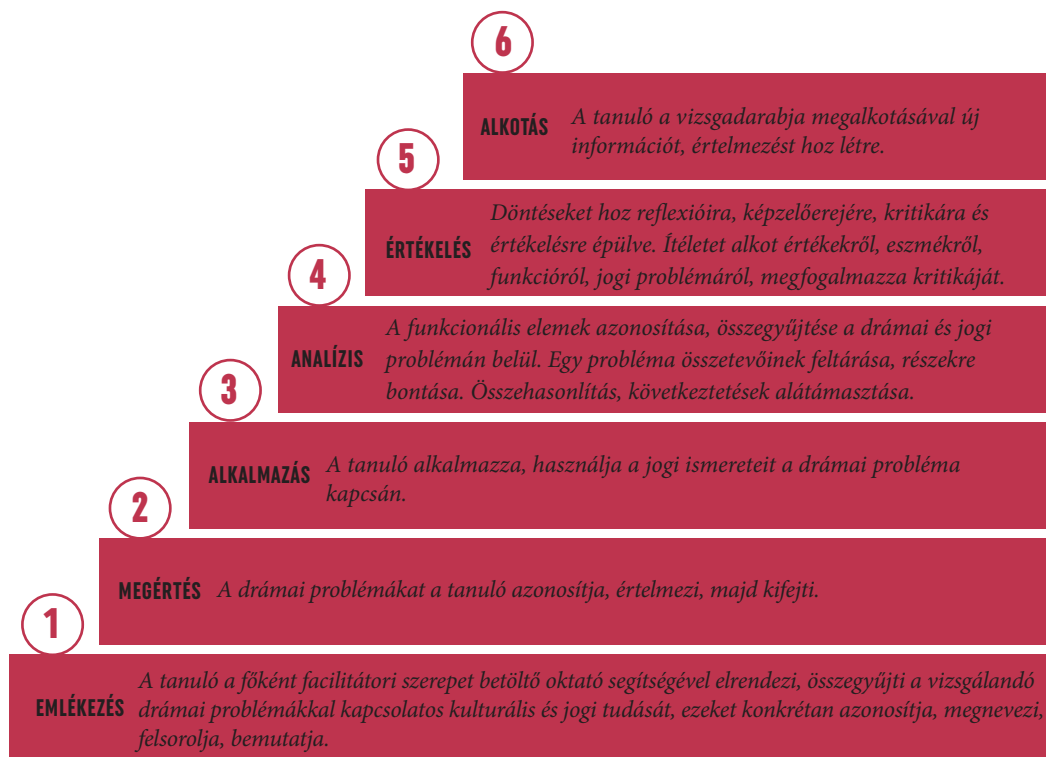 6
ALKOTÁS
A tanuló a vizsgadarabja megalkotásával új
információt, értelmezést hoz létre.
5
ÉRTÉKELÉS
Döntéseket hoz reflexióira, képzelőerejére, kritikára és
értékelésre épülve. Ítéletet alkot értékekről, eszmékről,
funkcióról, jogi problémáról, megfogalmazza kritikáját.
4
ANALÍZIS
A funkcionális elemek azonosítása, összegyűjtése a drámai és jogi
problémán belül. Egy probléma összetevőinek feltárása, részekre
bontása. Összehasonlítás, következtetések alátámasztása.
3
ALKALMAZÁS
A tanuló alkalmazza, használja a jogi ismereteit a drámai probléma
kapcsán.
2
MEGÉRTÉS
A drámai problémákat a tanuló azonosítja, értelmezi, majd kifejti.
1
EMLÉKEZÉS
A tanuló a főként facilitátori szerepet betöltő oktató segítségével elrendezi, összegyűjti a vizsgálandó
drámai problémákkal kapcsolatos kulturális és jogi tudását, ezeket konkrétan azonosítja, megnevezi,
felsorolja, bemutatja.